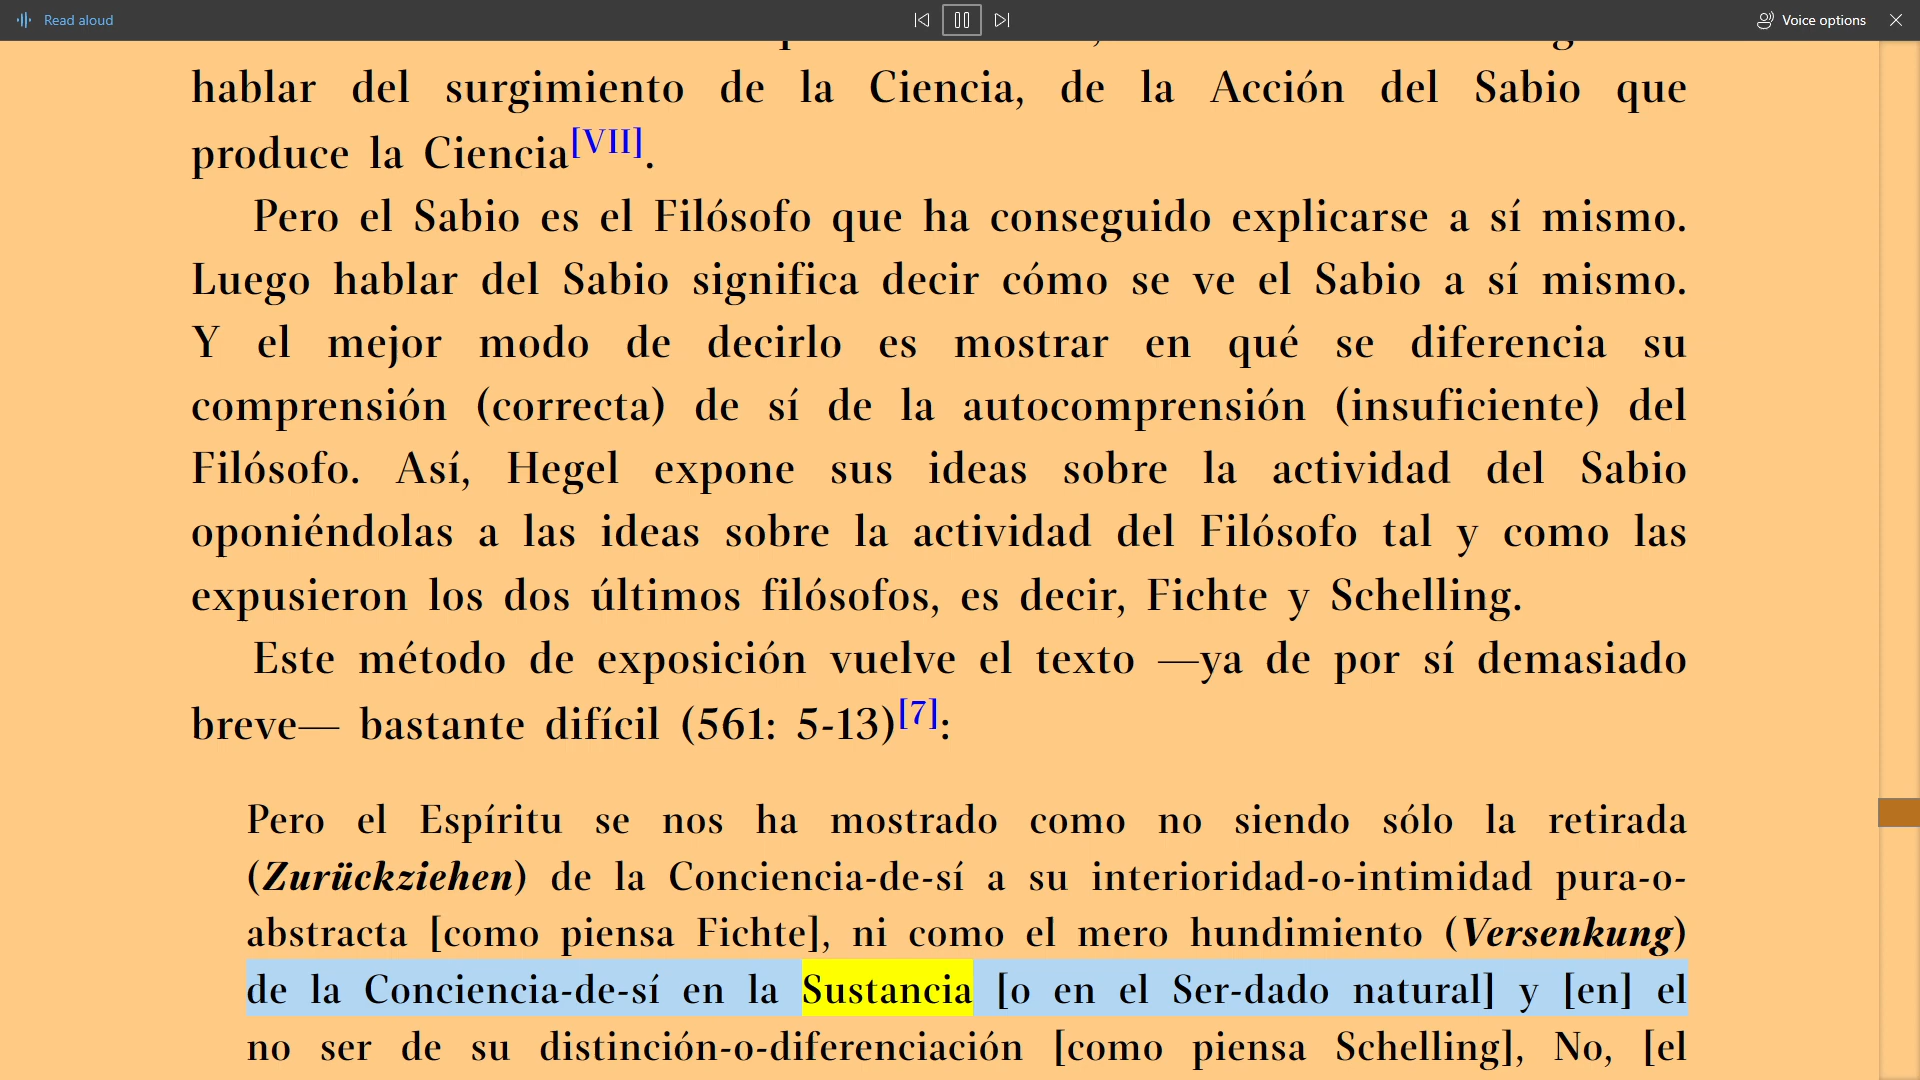 Read aloud
Voice options
hablar del surgimiento de la Ciencia, de la Acción del Sabio que
produce la Ciencia[VII].
Pero el Sabio es el Filósofo que ha conseguido explicarse a sí mismo.
Luego hablar del Sabio significa decir cómo se ve el Sabio a sí mismo.
Y el mejor modo de decirlo es mostrar en qué se diferencia su
comprensión (correcta) de sí de la autocomprensión (insuficiente) del
Filósofo. Así, Hegel expone sus ideas sobre la actividad del Sabio
oponiéndolas a las ideas sobre la actividad del Filósofo tal y como las
expusieron los dos últimos filósofos, es decir, Fichte y Schelling.
Este método de exposición vuelve el texto —ya de por sí demasiado
breve— bastante difícil (561: 5-13)[7]:
Pero el Espíritu se nos ha mostrado como no siendo sólo la retirada
(Zurückziehen) de la Conciencia-de-sí a su interioridad-o-intimidad pura-o-
abstracta [como piensa Fichte], ni como el mero hundimiento (Versenkung)
de la Conciencia-de-sí en la Sustancia [o en el Ser-dado natural] y [en] el
no ser de su distinción-o-diferenciación [como piensa Schelling], No, [el